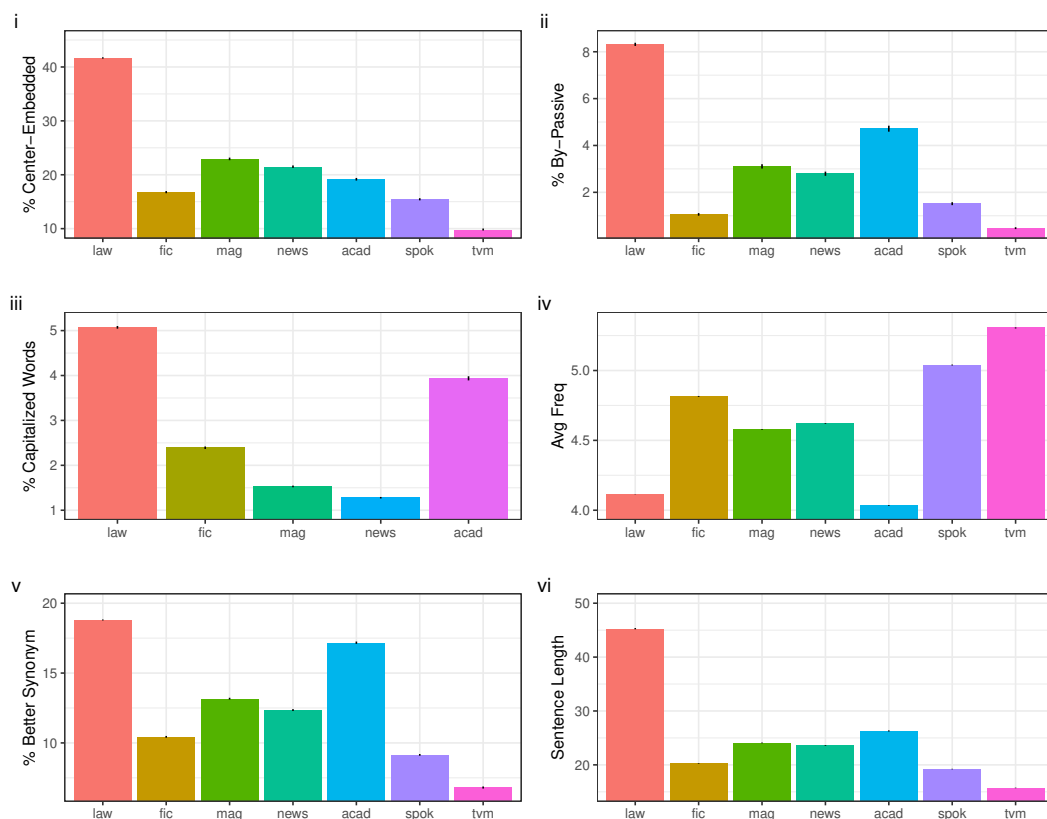 i
% Center−Embedded
40
30
20
10
law fic mag news acad spok tvm
ii
% By−Passive
8
6
4
2
law fic mag news acad spok tvm
iii
% Capitalized Words
5
4
3
2
1
law fic mag news acad
iv
Avg Freq
5.0
4.5
4.0
law fic mag news acad spok tvm
v
% Better Synonym
20
15
10
law fic mag news acad spok tvm
vi
Sentence Length
50
40
30
20
law fic mag news acad spok tvm